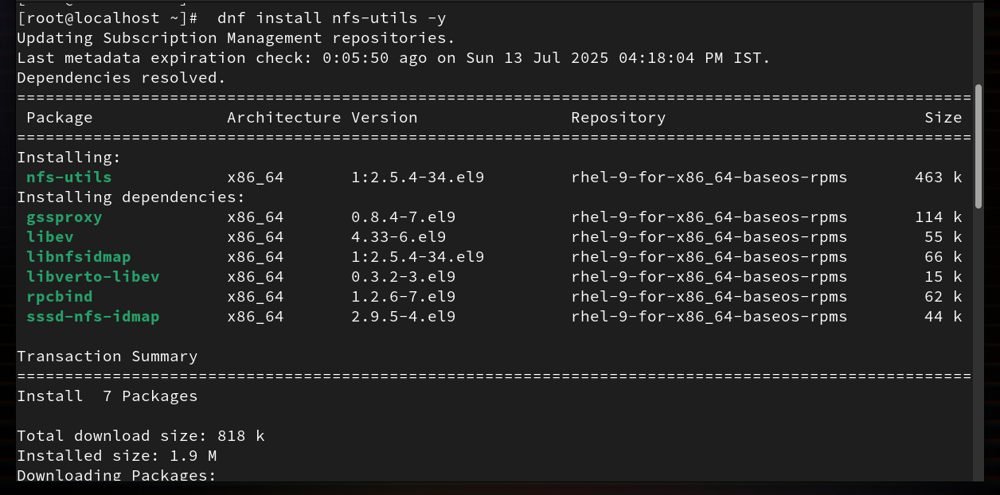 [root@localhost ~]#  dnf install nfs-utils -y
Updating Subscription Management repositories.
Last metadata expiration check: 0:05:50 ago on Sun 13 Jul 2025 04:18:04 PM IST.
Dependencies resolved.
====================================================================================================
 Package              Architecture Version                Repository                           Size
====================================================================================================
Installing:
 nfs-utils            x86_64       1:2.5.4-34.el9         rhel-9-for-x86_64-baseos-rpms       463 k
Installing dependencies:
 gssproxy             x86_64       0.8.4-7.el9            rhel-9-for-x86_64-baseos-rpms       114 k
 libev                x86_64       4.33-6.el9             rhel-9-for-x86_64-baseos-rpms        55 k
 libnfsidmap          x86_64       1:2.5.4-34.el9         rhel-9-for-x86_64-baseos-rpms        66 k
 libverto-libev       x86_64       0.3.2-3.el9            rhel-9-for-x86_64-baseos-rpms        15 k
 rpcbind              x86_64       1.2.6-7.el9            rhel-9-for-x86_64-baseos-rpms        62 k
 sssd-nfs-idmap       x86_64       2.9.5-4.el9            rhel-9-for-x86_64-baseos-rpms        44 k

Transaction Summary
====================================================================================================
Install  7 Packages

Total download size: 818 k
Installed size: 1.9 M
Downloading Packages: